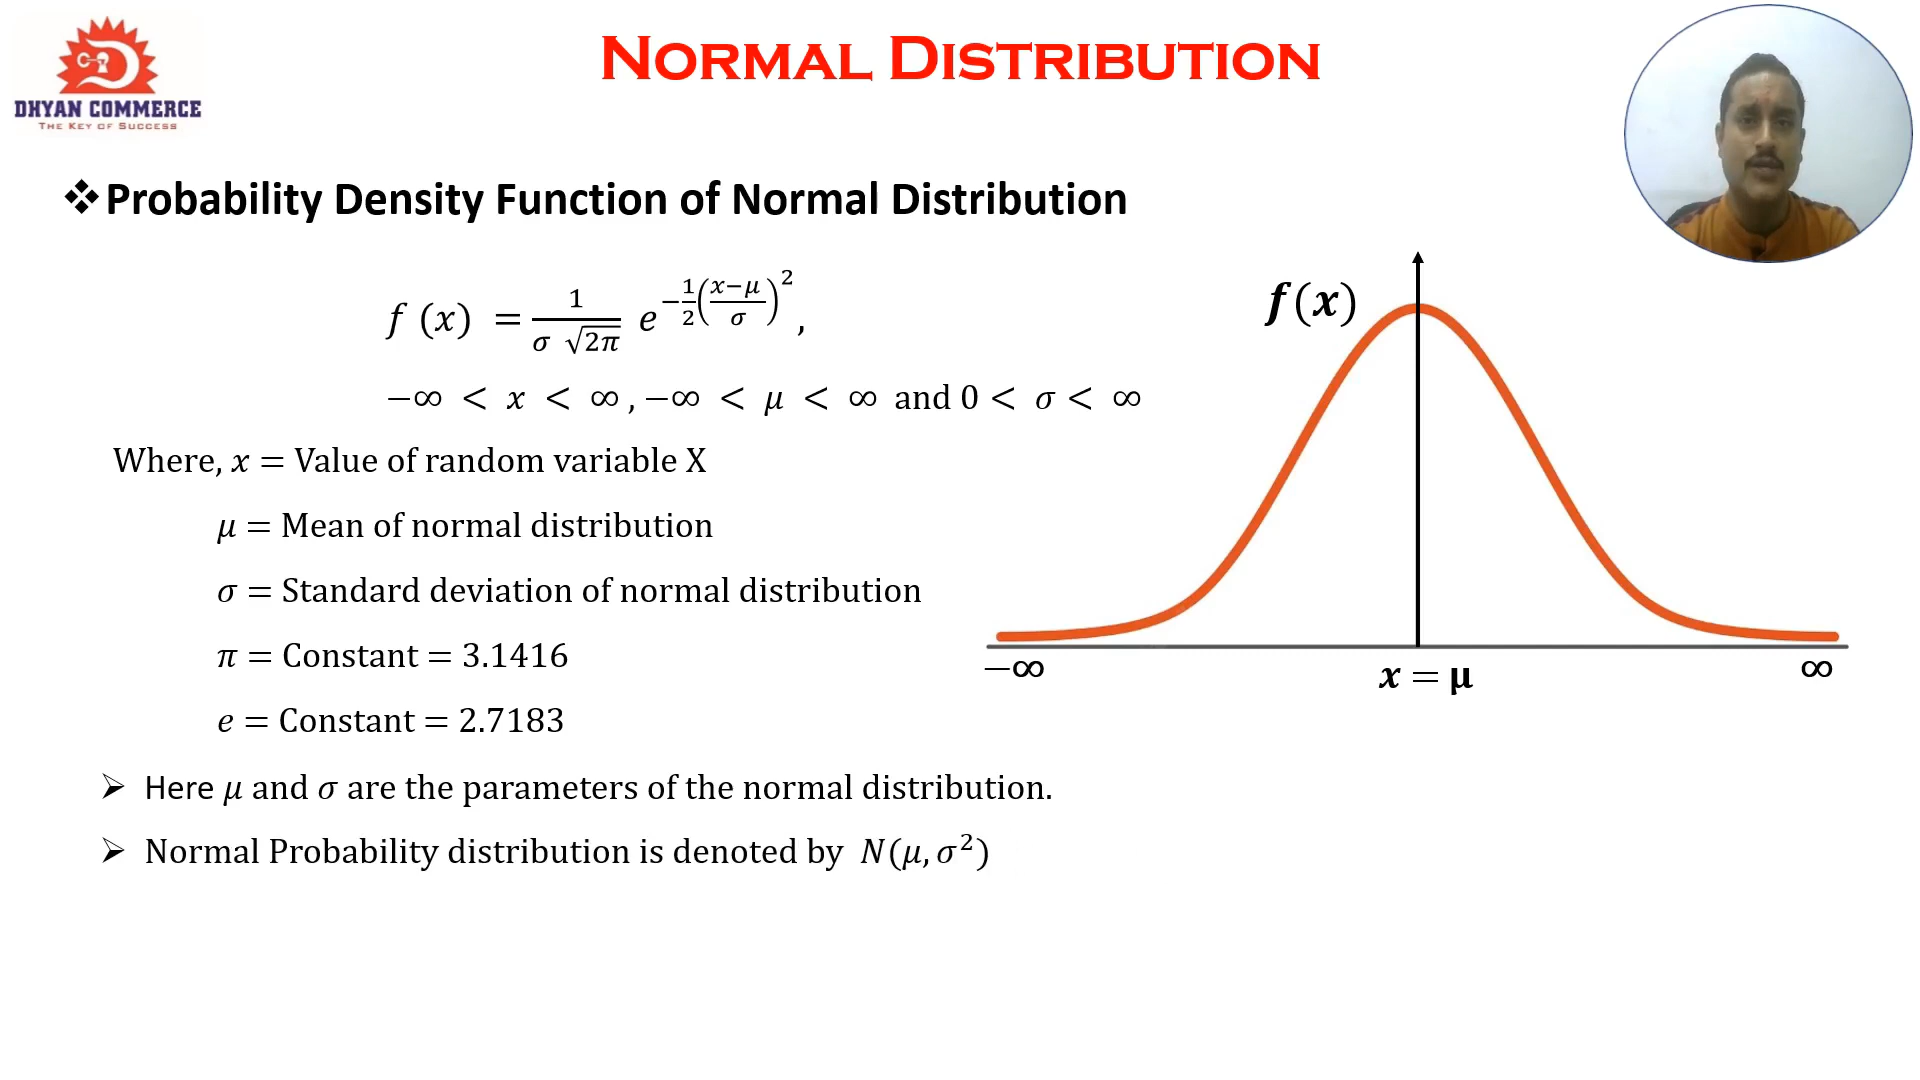 DHYAN COMMERCE
THE KEY OF SUCCESS
NORMAL DISTRIBUTION
❖Probability Density Function of Normal Distribution
f (x) = 1/(σ √2π) e^(−1/2((x−μ)/σ)^2),
−∞ < x < ∞, −∞ < μ < ∞ and 0 < σ < ∞
Where, x = Value of random variable X
μ = Mean of normal distribution
σ = Standard deviation of normal distribution
π = Constant = 3.1416
e = Constant = 2.7183
➢ Here μ and σ are the parameters of the normal distribution.
➢ Normal Probability distribution is denoted by N(μ, σ²)
f(x)
−∞
x = μ
∞